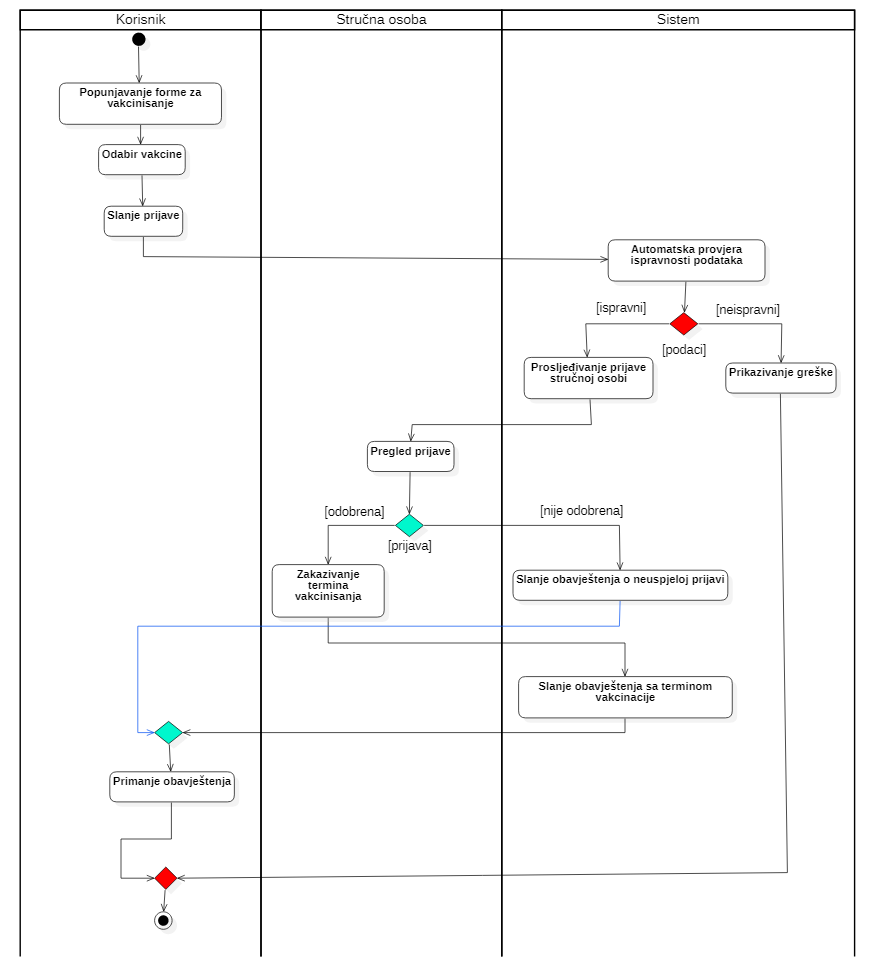 Korisnik
Stručna osoba
Sistem
Popunjavanje forme za
vakcinisanje
Odabir vakcine
Slanje prijave
Automatska provjera
ispravnosti podataka
[ispravni]
[neispravni]
[podaci]
Prosljeđivanje prijave
stručnoj osobi
Prikazivanje greške
Pregled prijave
[odobrena]
[nije odobrena]
[prijava]
Zakazivanje
termina
vakcinisanja
Slanje obavještenja o neuspjeloj prijavi
Slanje obavještenja sa terminom
vakcinacije
Primanje obavještenja